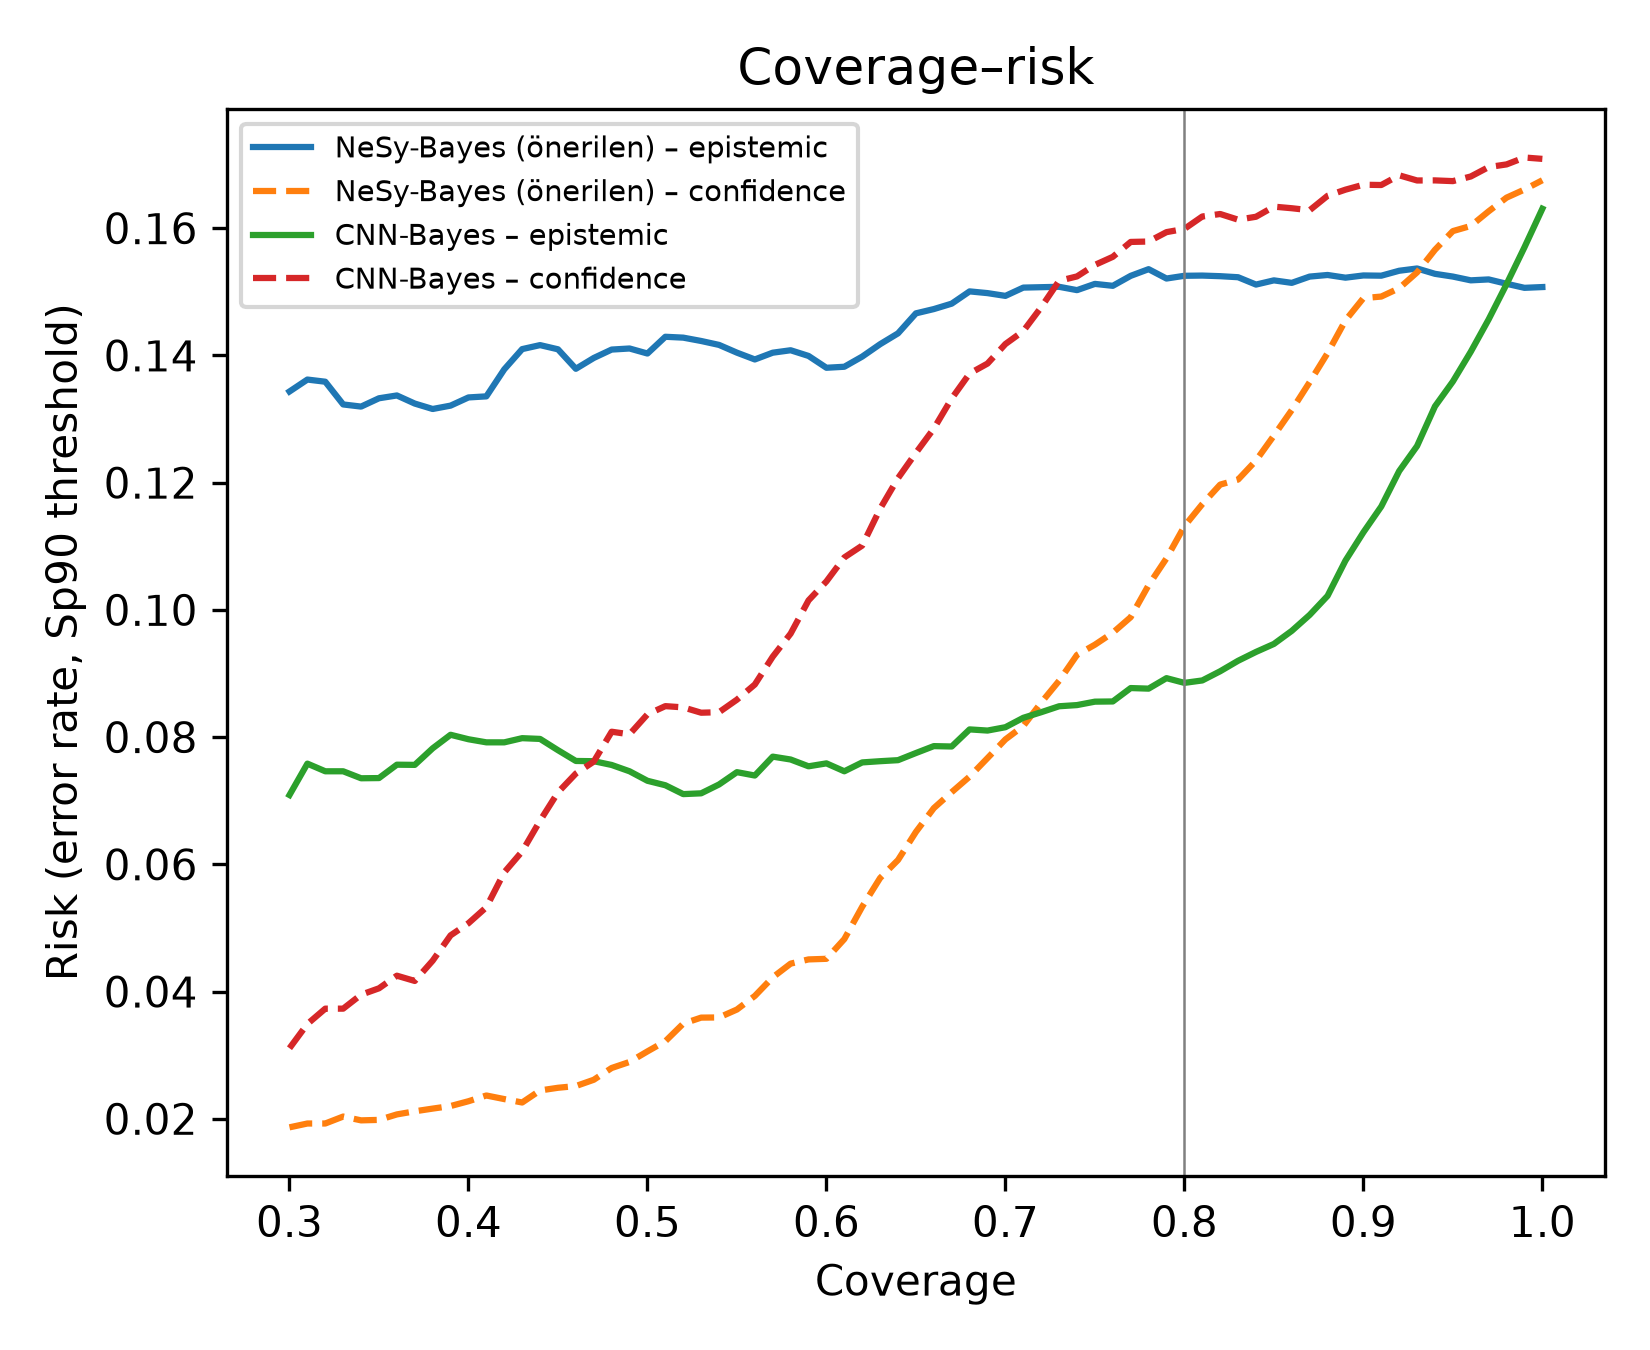 Coverage–risk
NeSy-Bayes (önerilen) – epistemic
NeSy-Bayes (önerilen) – confidence
CNN-Bayes – epistemic
CNN-Bayes – confidence
Risk (error rate, Sp90 threshold)
0.16
0.14
0.12
0.10
0.08
0.06
0.04
0.02
0.3 0.4 0.5 0.6 0.7 0.8 0.9 1.0
Coverage